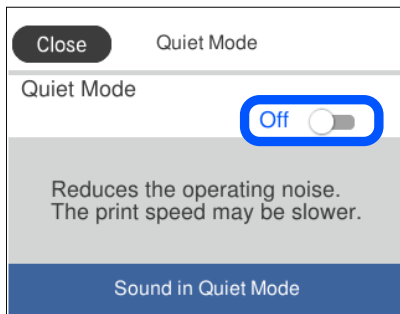 Close Quiet Mode
Quiet Mode
Off
Reduces the operating noise.
The print speed may be slower.
Sound in Quiet Mode